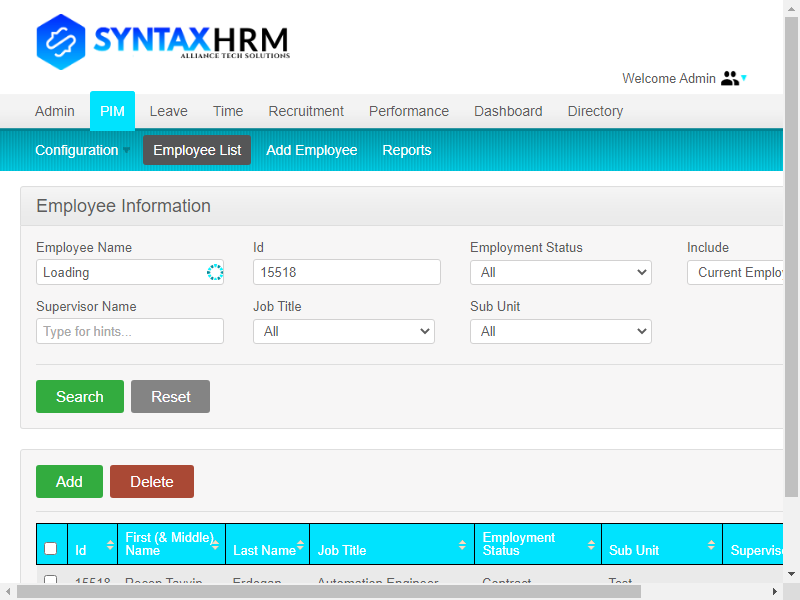 SYNTAXHRM
ALLIANCE TECH SOLUTIONS
Welcome Admin
Admin PIM Leave Time Recruitment Performance Dashboard Directory
Configuration Employee List Add Employee Reports
Employee Information
Employee Name Id Employment Status Include
Loading 15518 All Current Emplo
Supervisor Name Job Title Sub Unit
Type for hints... All All
Search Reset
Add Delete
Id First (& Middle) Name Last Name Job Title Employment Status Sub Unit Supervis
15518 Recep Tayyip Erdogan Automation Engineer Contract Test